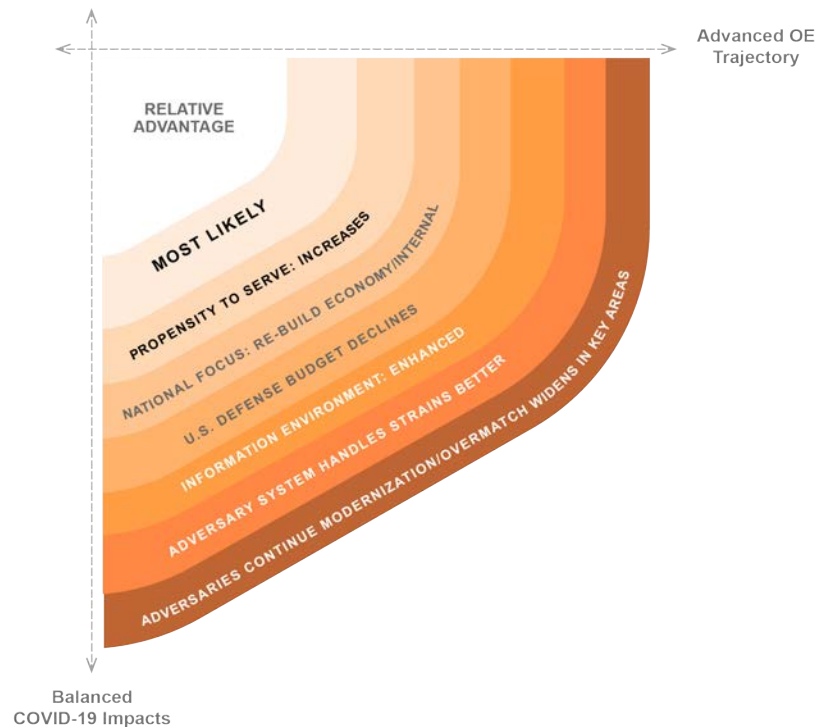 Advanced OE
Trajectory
RELATIVE
ADVANTAGE
MOST LIKELY
PROPENSITY TO SERVE: INCREASES
NATIONAL FOCUS: RE-BUILD ECONOMY/INTERNAL
U.S. DEFENSE BUDGET DECLINES
INFORMATION ENVIRONMENT: ENHANCED
ADVERSARY SYSTEM HANDLES STRAINS BETTER
ADVERSARIES CONTINUE MODERNIZATION/OVERMATCH WIDENS IN KEY AREAS
Balanced
COVID-19 Impacts